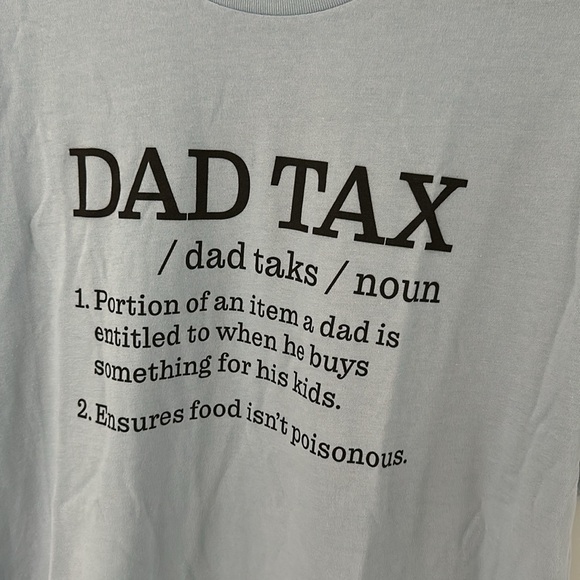 DAD TAX
/ dad taks / noun
1. Portion of an item a dad is
entitled to when he buys
something for his kids.
2. Ensures food isn't poisonous.